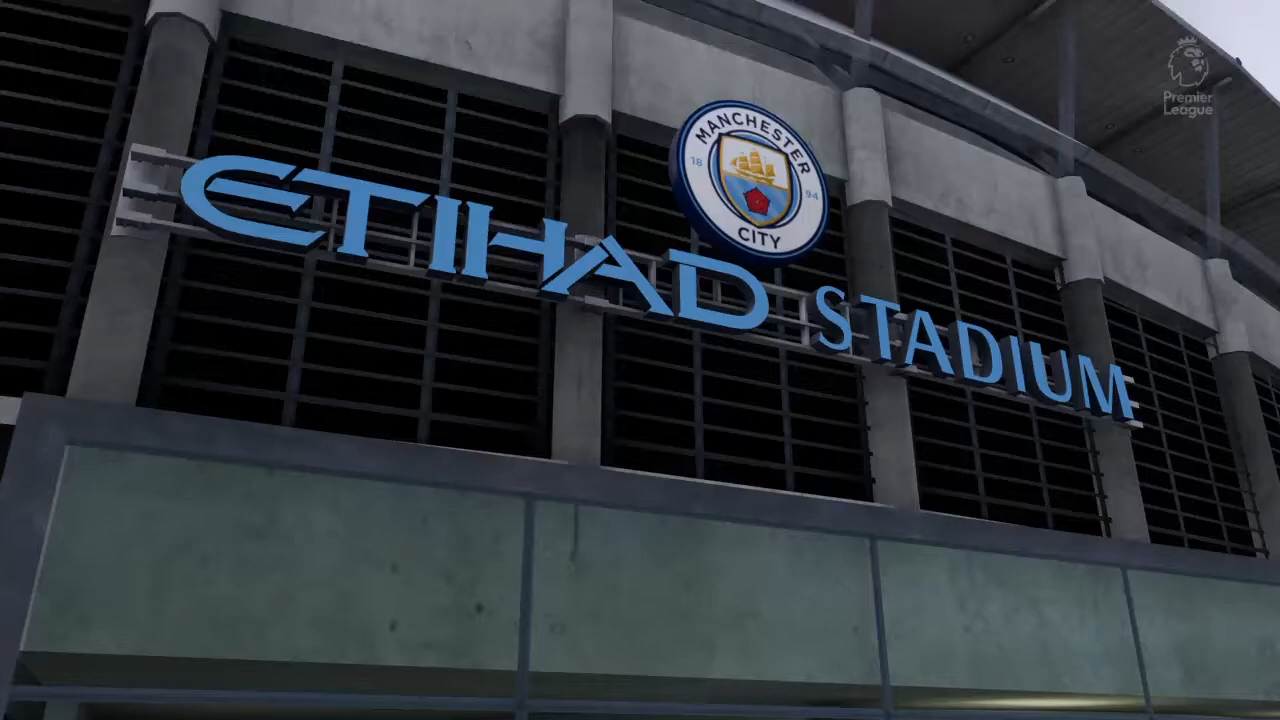 Premier
League
MANCHESTER
18 94
CITY
ETIHAD STADIUM